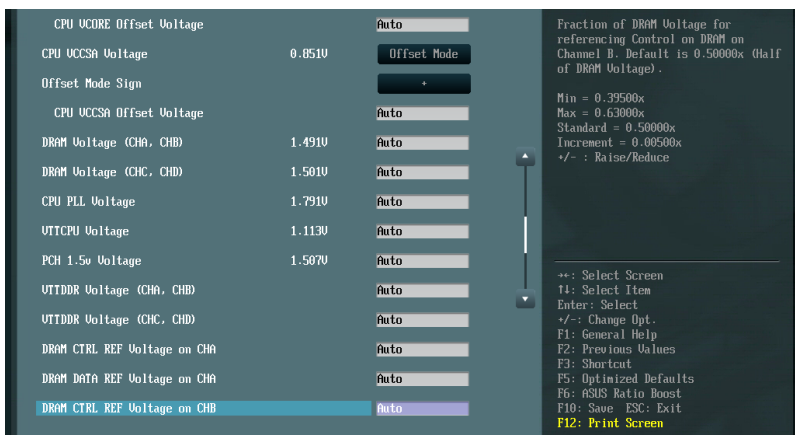 CPU VCORE Offset Voltage Auto
CPU VCCSA Voltage 0.851V Offset Mode
Offset Mode Sign +
CPU VCCSA Offset Voltage Auto
DRAM Voltage (CHA, CHB) 1.491V Auto
DRAM Voltage (CHC, CHD) 1.501V Auto
CPU PLL Voltage 1.791V Auto
VTTCPU Voltage 1.113V Auto
PCH 1.5v Voltage 1.507V Auto
VTTDDR Voltage (CHA, CHB) Auto
VTTDDR Voltage (CHC, CHD) Auto
DRAM CTRL REF Voltage on CHA Auto
DRAM DATA REF Voltage on CHA Auto
DRAM CTRL REF Voltage on CHB Auto
Fraction of DRAM Voltage for
referencing Control on DRAM on
Channel B. Default is 0.50000x (Half
of DRAM Voltage).
Min = 0.39500x
Max = 0.63000x
Standard = 0.50000x
Increment = 0.00500x
+/- : Raise/Reduce
→←: Select Screen
↑↓: Select Item
Enter: Select
+/-: Change Opt.
F1: General Help
F2: Previous Values
F3: Shortcut
F5: Optimized Defaults
F6: ASUS Ratio Boost
F10: Save ESC: Exit
F12: Print Screen